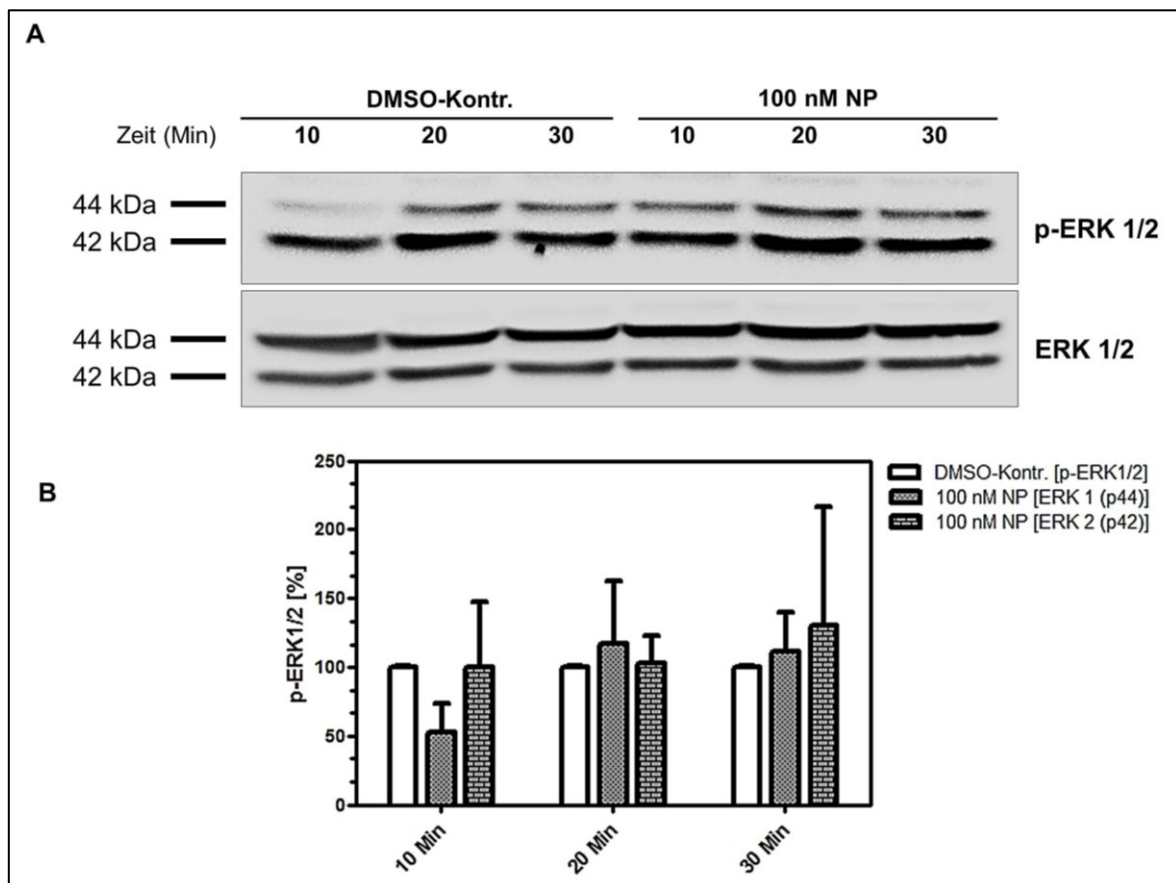 A
DMSO-Kontr. 100 nM NP
Zeit (Min) 10 20 30 10 20 30
44 kDa
42 kDa
p-ERK 1/2
44 kDa
42 kDa
ERK 1/2
B
p-ERK1/2 [%]
250
200
150
100
50
0
10 Min 20 Min 30 Min
DMSO-Kontr. [p-ERK1/2]
100 nM NP [ERK 1 (p44)]
100 nM NP [ERK 2 (p42)]